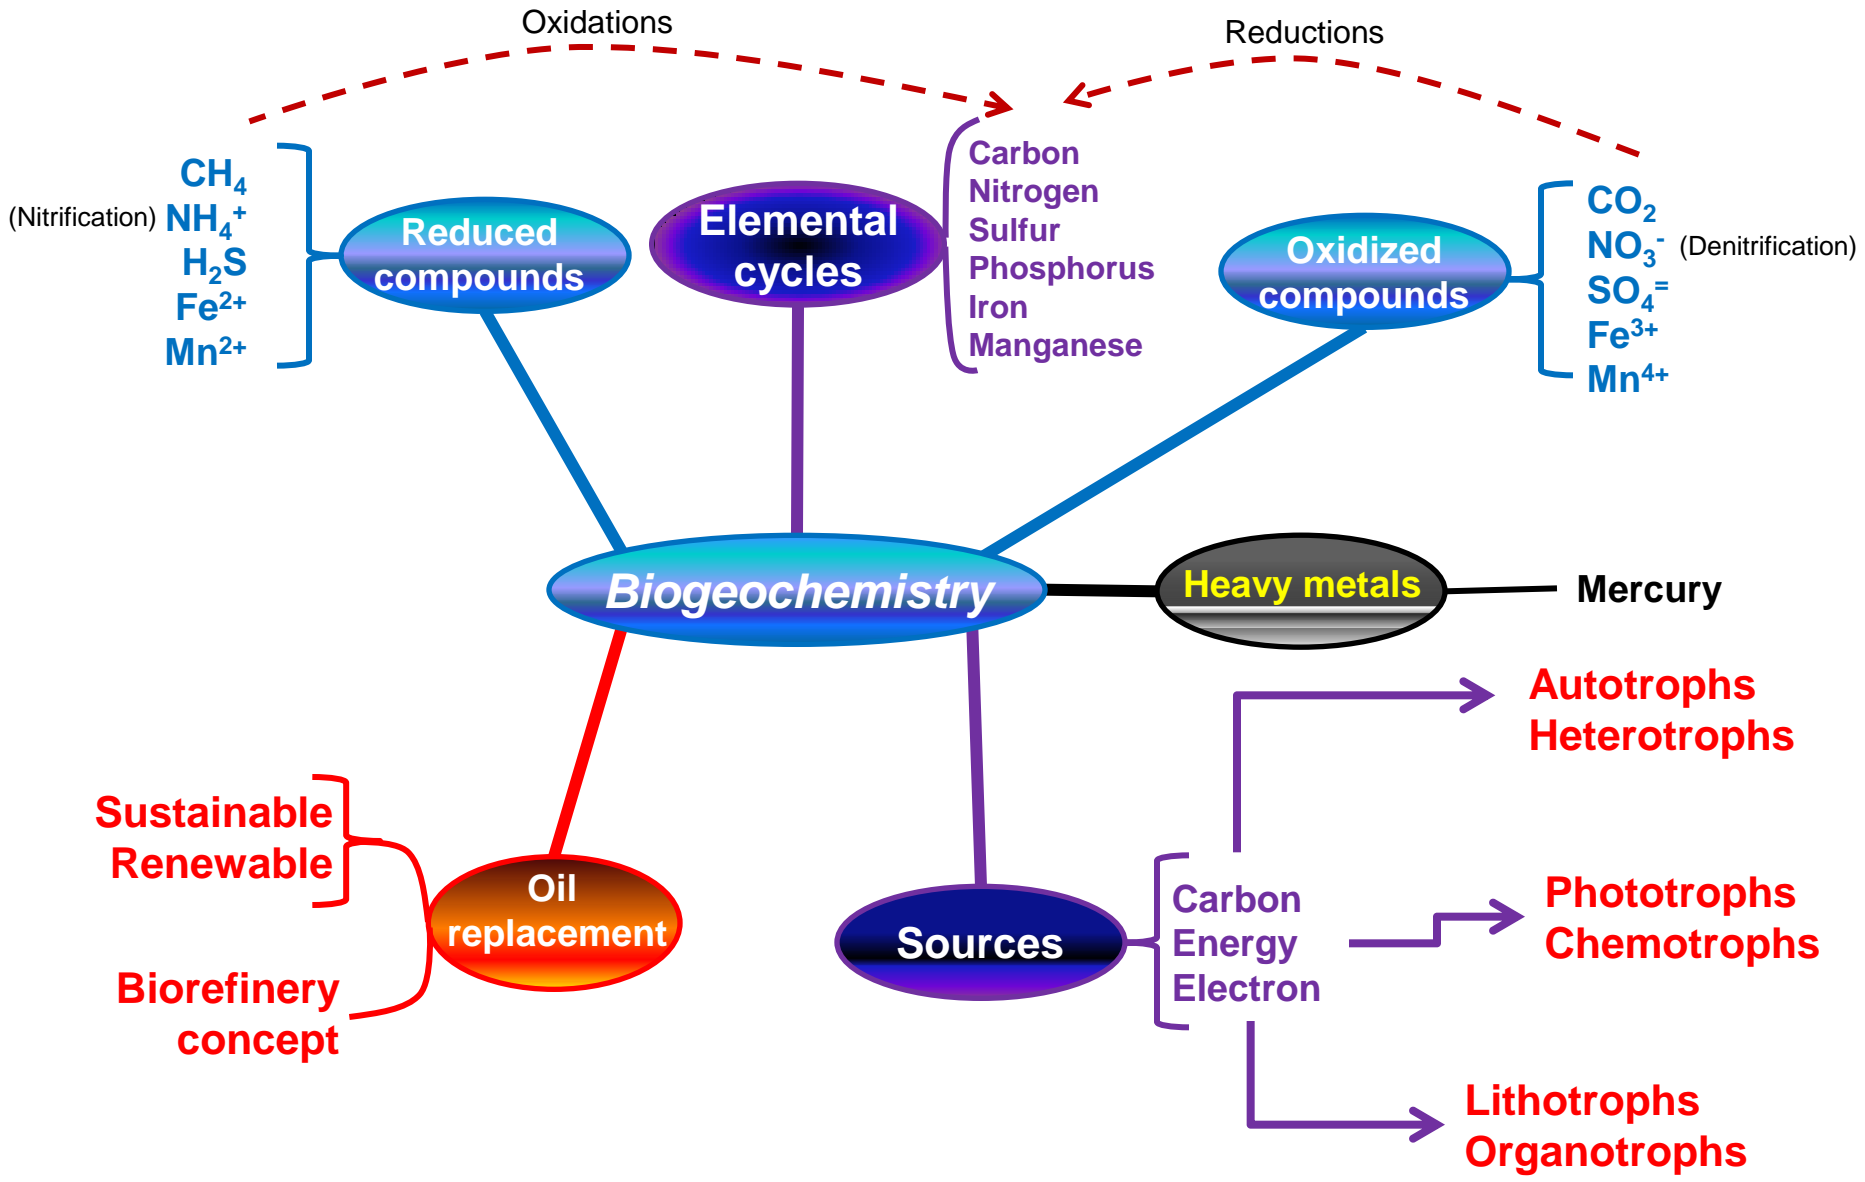 Oxidations
Reductions
CH₄
(Nitrification) NH₄⁺
H₂S
Fe²⁺
Mn²⁺
Reduced
compounds
Elemental
cycles
Carbon
Nitrogen
Sulfur
Phosphorus
Iron
Manganese
Oxidized
compounds
CO₂
NO₃⁻ (Denitrification)
SO₄⁼
Fe³⁺
Mn⁴⁺
Biogeochemistry
Heavy metals
Mercury
Autotrophs
Heterotrophs
Sustainable
Renewable
Oil
replacement
Biorefinery
concept
Sources
Carbon
Energy
Electron
Phototrophs
Chemotrophs
Lithotrophs
Organotrophs